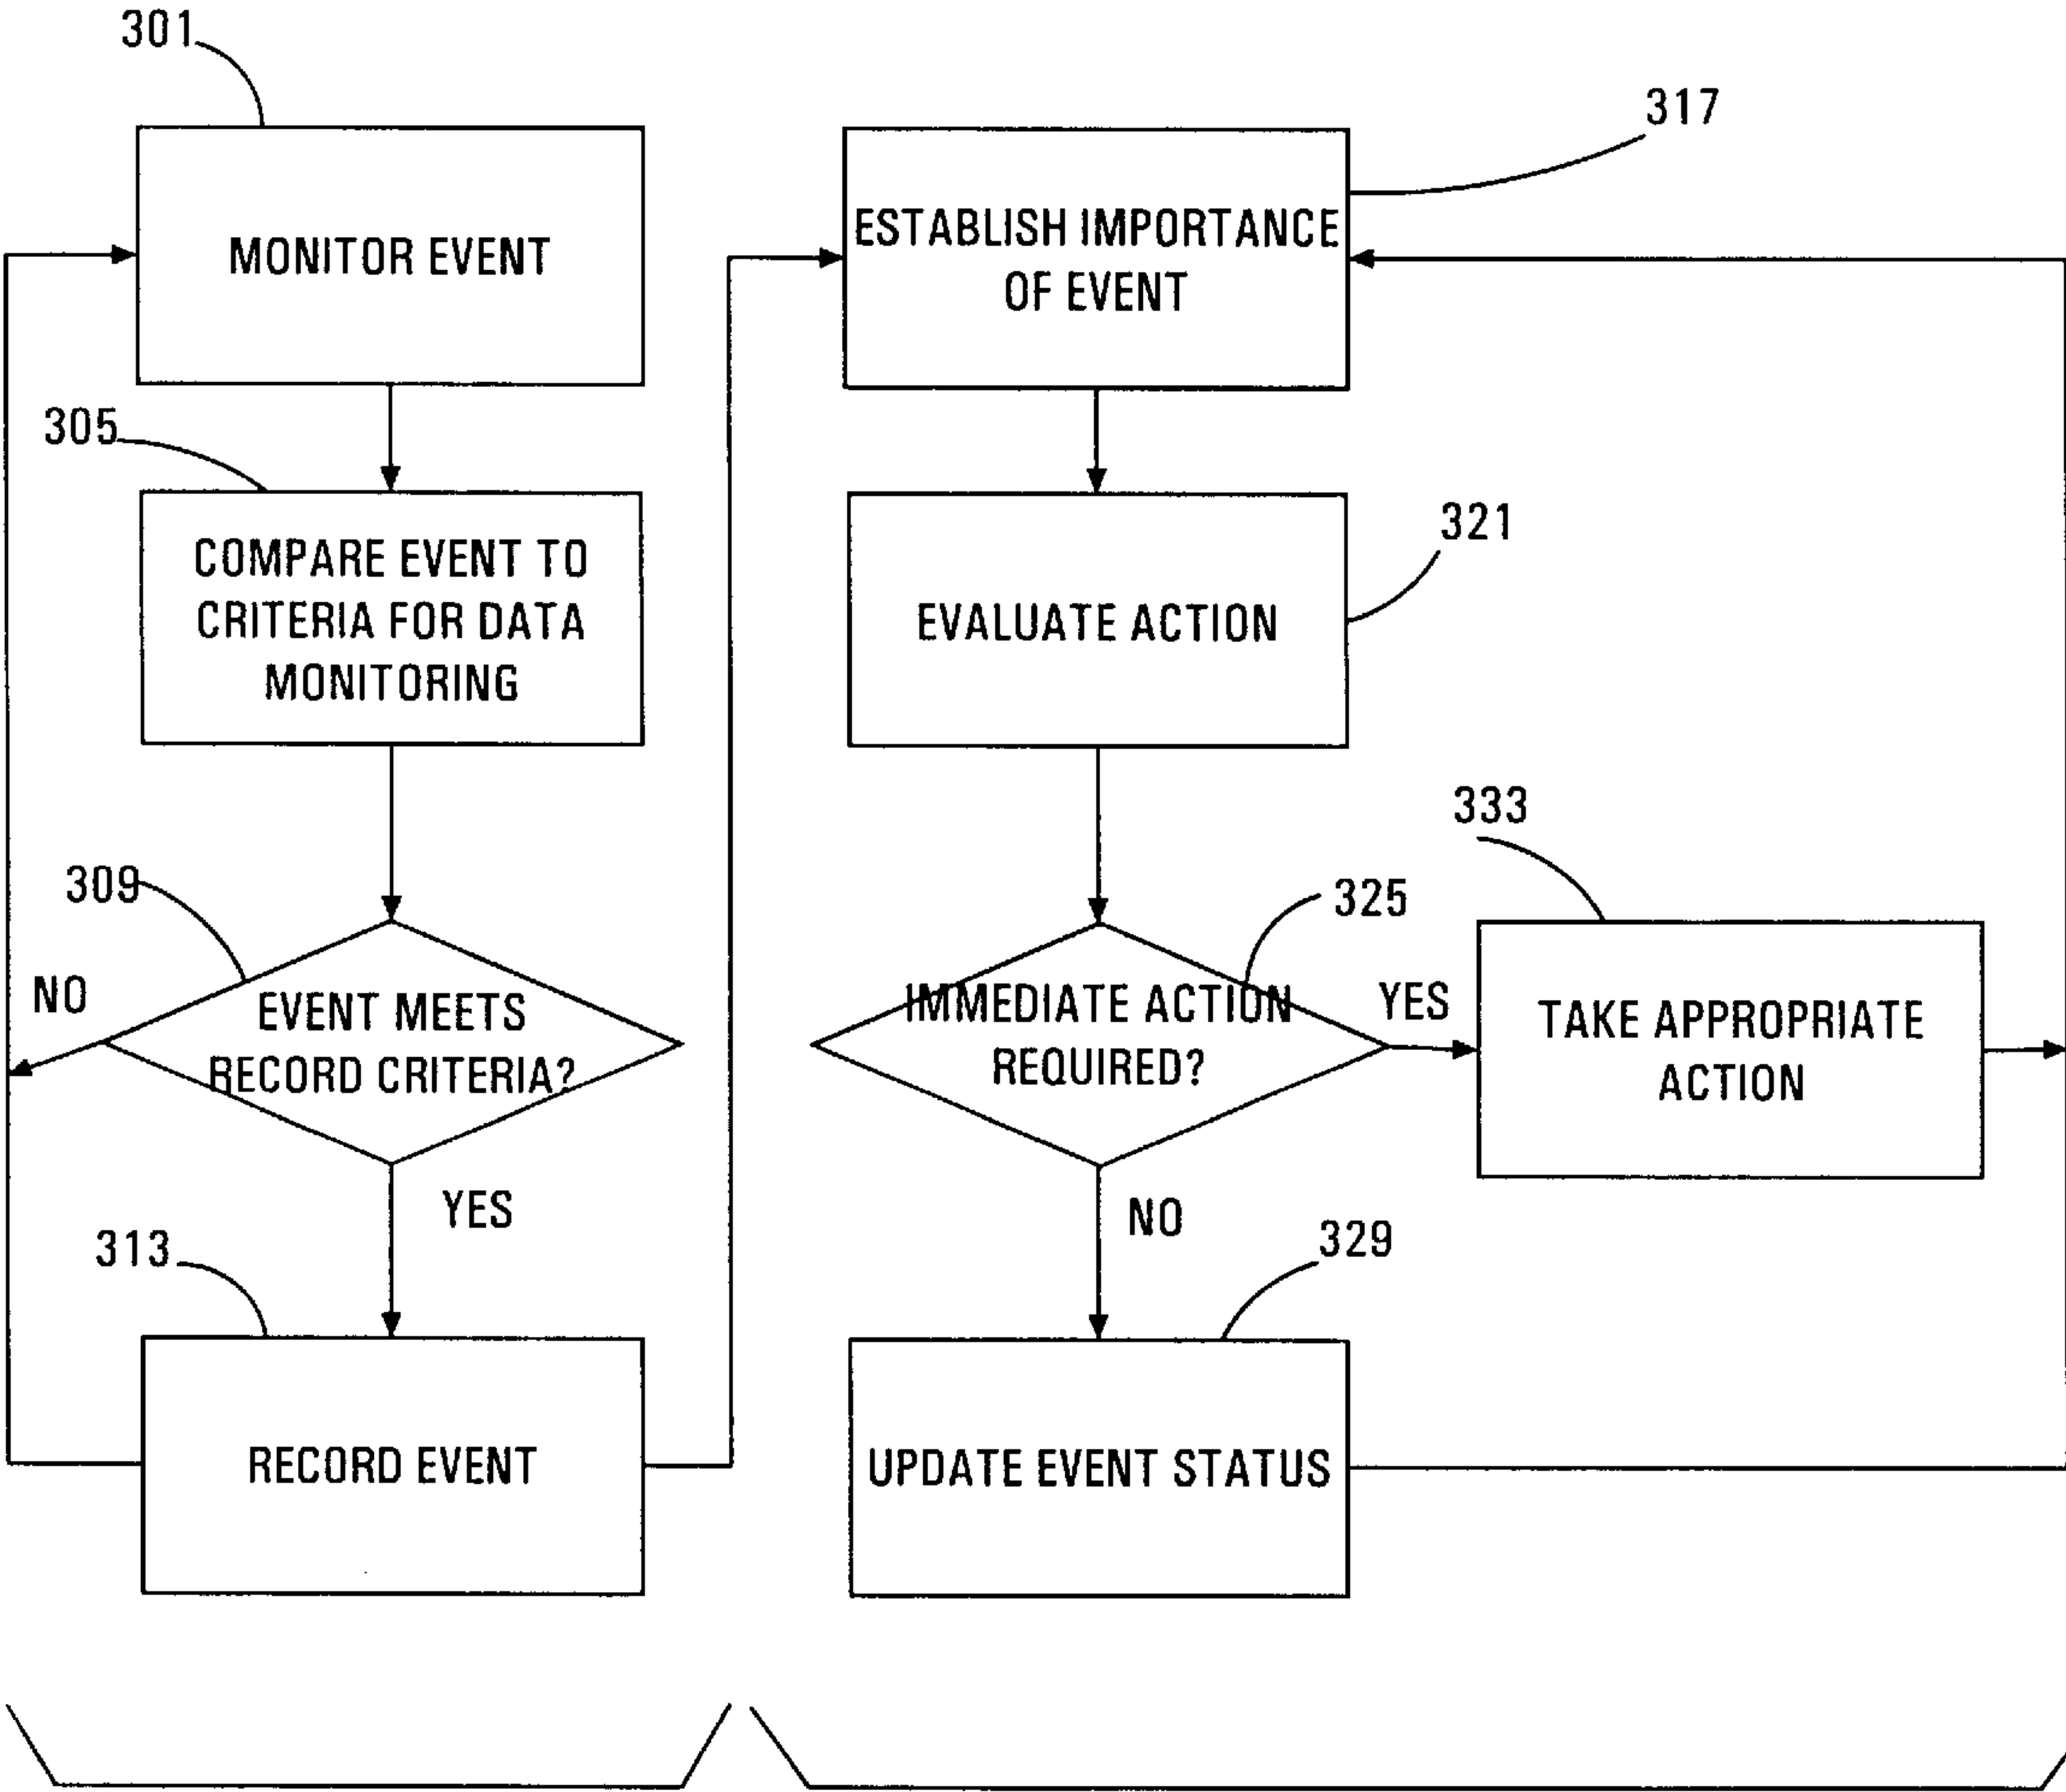 301
MONITOR EVENT
305
COMPARE EVENT TO
CRITERIA FOR DATA
MONITORING
309
NO
EVENT MEETS
RECORD CRITERIA?
YES
313
RECORD EVENT
317
ESTABLISH IMPORTANCE
OF EVENT
321
EVALUATE ACTION
325
IMMEDIATE ACTION
REQUIRED?
YES
333
TAKE APPROPRIATE
ACTION
NO
329
UPDATE EVENT STATUS